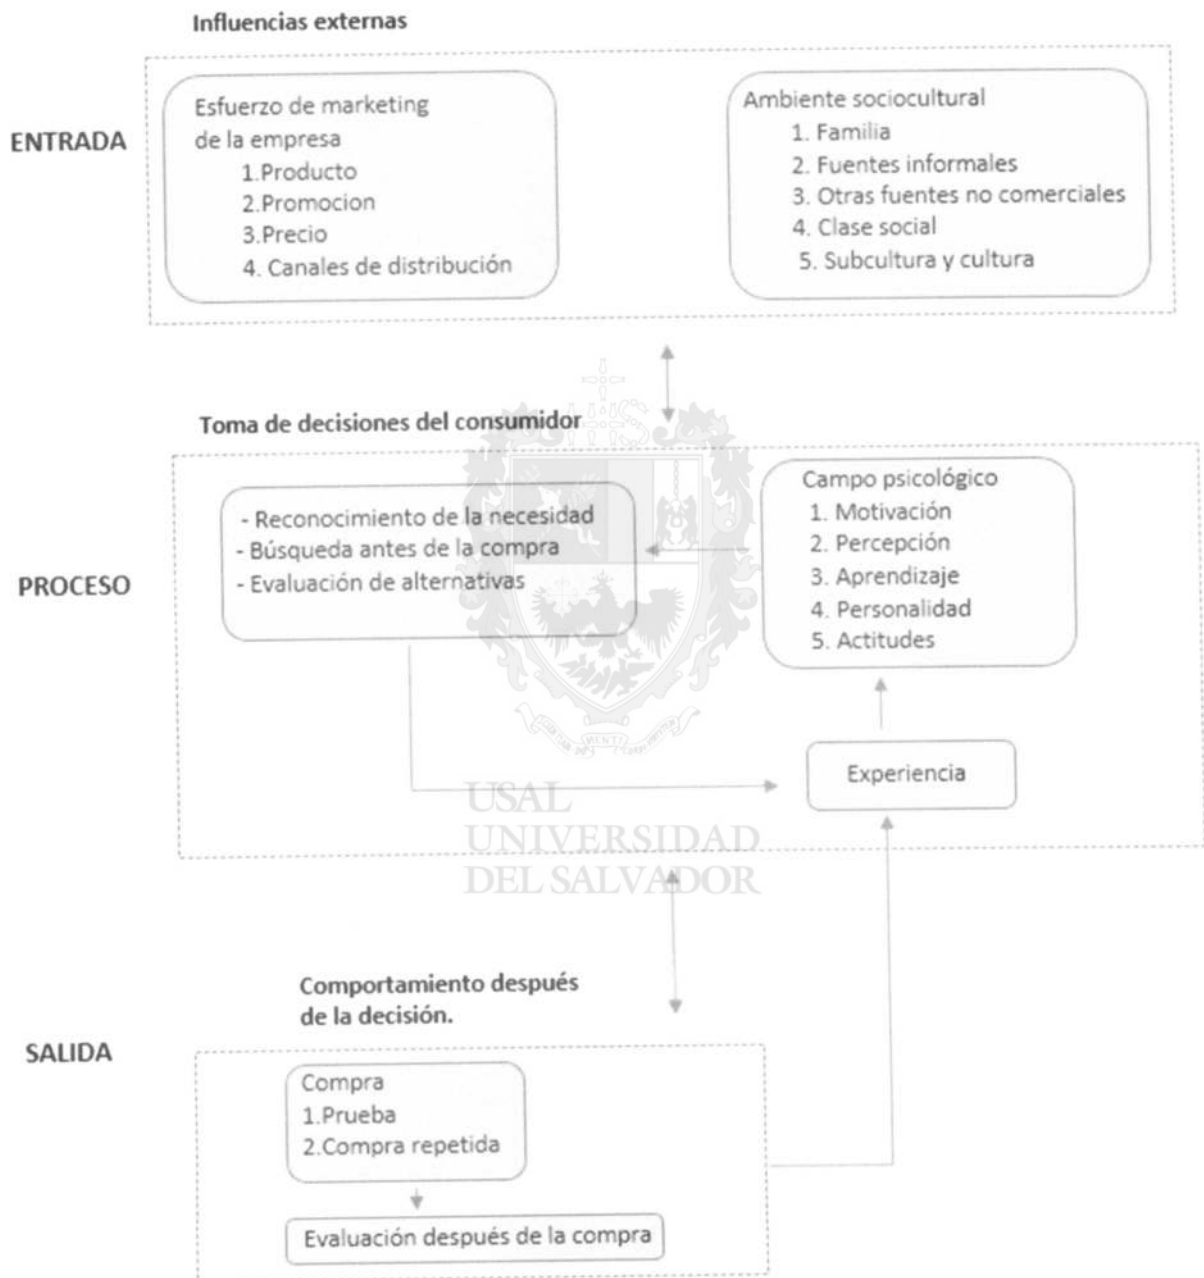 Influencias externas
ENTRADA
Esfuerzo de marketing
de la empresa
1.Producto
2.Promocion
3.Precio
4. Canales de distribución
Ambiente sociocultural
1. Familia
2. Fuentes informales
3. Otras fuentes no comerciales
4. Clase social
5. Subcultura y cultura
Toma de decisiones del consumidor
PROCESO
- Reconocimiento de la necesidad
- Búsqueda antes de la compra
- Evaluación de alternativas
Campo psicológico
1. Motivación
2. Percepción
3. Aprendizaje
4. Personalidad
5. Actitudes
Experiencia
USAL
UNIVERSIDAD
DEL SALVADOR
Comportamiento después
de la decisión.
SALIDA
Compra
1.Prueba
2.Compra repetida
Evaluación después de la compra